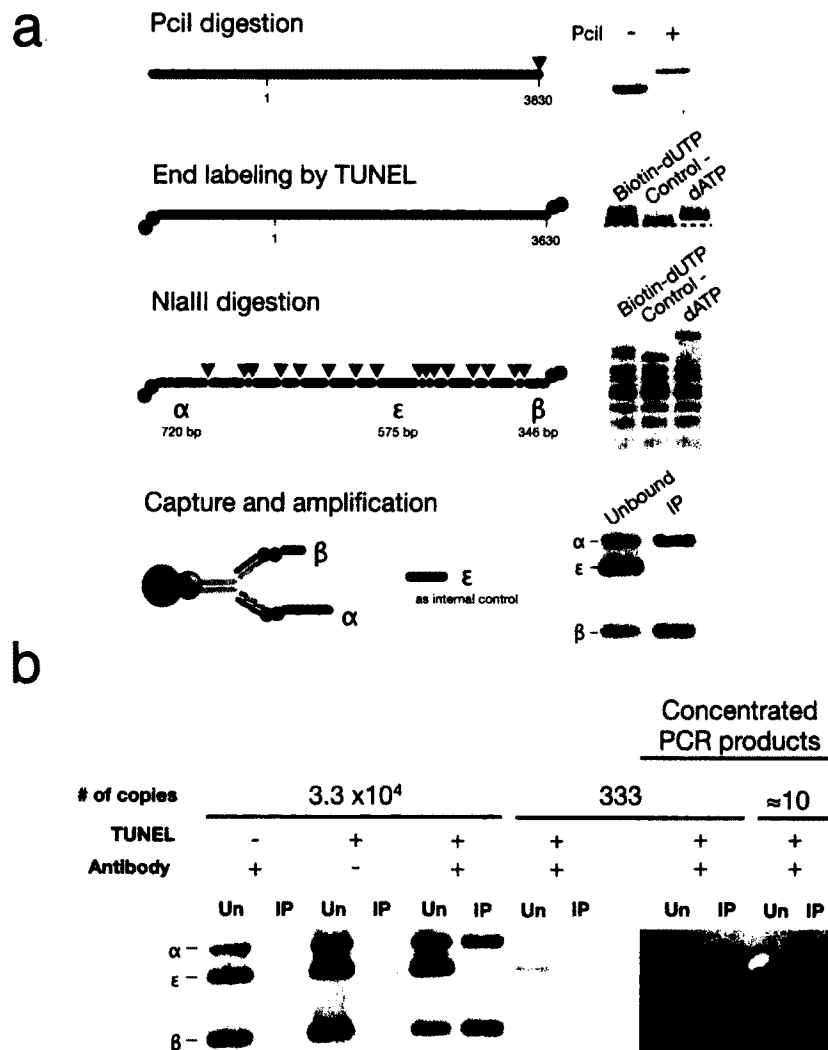 a
PciI digestion
PciI - +
1 3630
End labeling by TUNEL
Biotin-dUTP
Control -
dATP
1 3630
NlaIII digestion
Biotin-dUTP
Control -
dATP
α ε β
720 bp 575 bp 346 bp
Capture and amplification
Unbound
IP
β
ε
as internal control
α
α –
ε –
β –
b
Concentrated
PCR products
# of copies 3.3 x10⁴ 333 ≈10
TUNEL - + + + + +
Antibody + - + + + +
Un IP Un IP Un IP Un IP Un IP Un IP
α –
ε –
β –